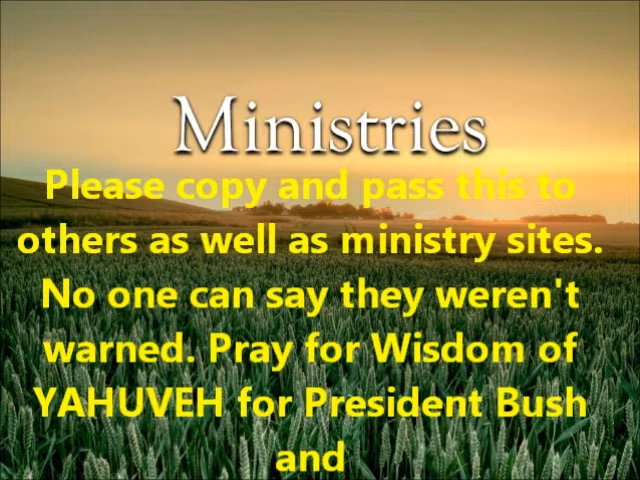 Ministries
Please copy and pass this to
others as well as ministry sites.
No one can say they weren't
warned. Pray for Wisdom of
YAHUVEH for President Bush
and